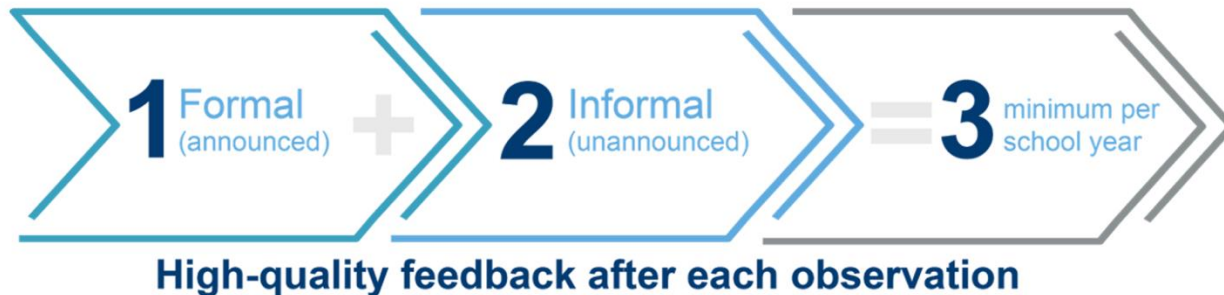 1 Formal
(announced)
+
2 Informal
(unannounced)
=
3 minimum per
school year
High-quality feedback after each observation